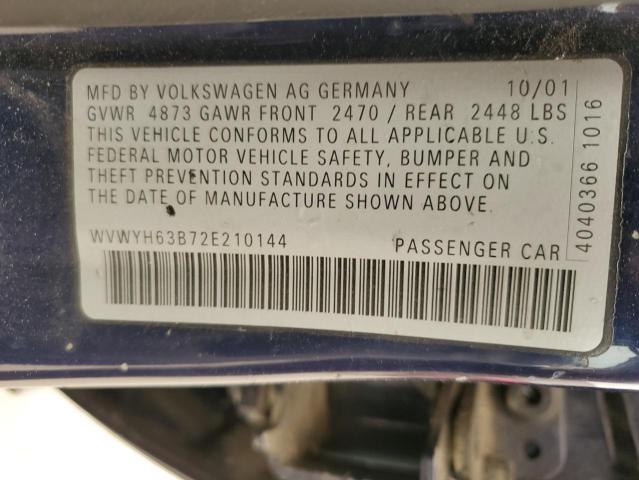 MFD BY VOLKSWAGEN AG GERMANY 10/01
GVWR 4873 GAWR FRONT 2470 / REAR 2448 LBS
THIS VEHICLE CONFORMS TO ALL APPLICABLE U.S.
FEDERAL MOTOR VEHICLE SAFETY, BUMPER AND
THEFT PREVENTION STANDARDS IN EFFECT ON
THE DATE OF MANUFACTURE SHOWN ABOVE.
WVWYH63B72E210144 PASSENGER CAR
4040366 1016